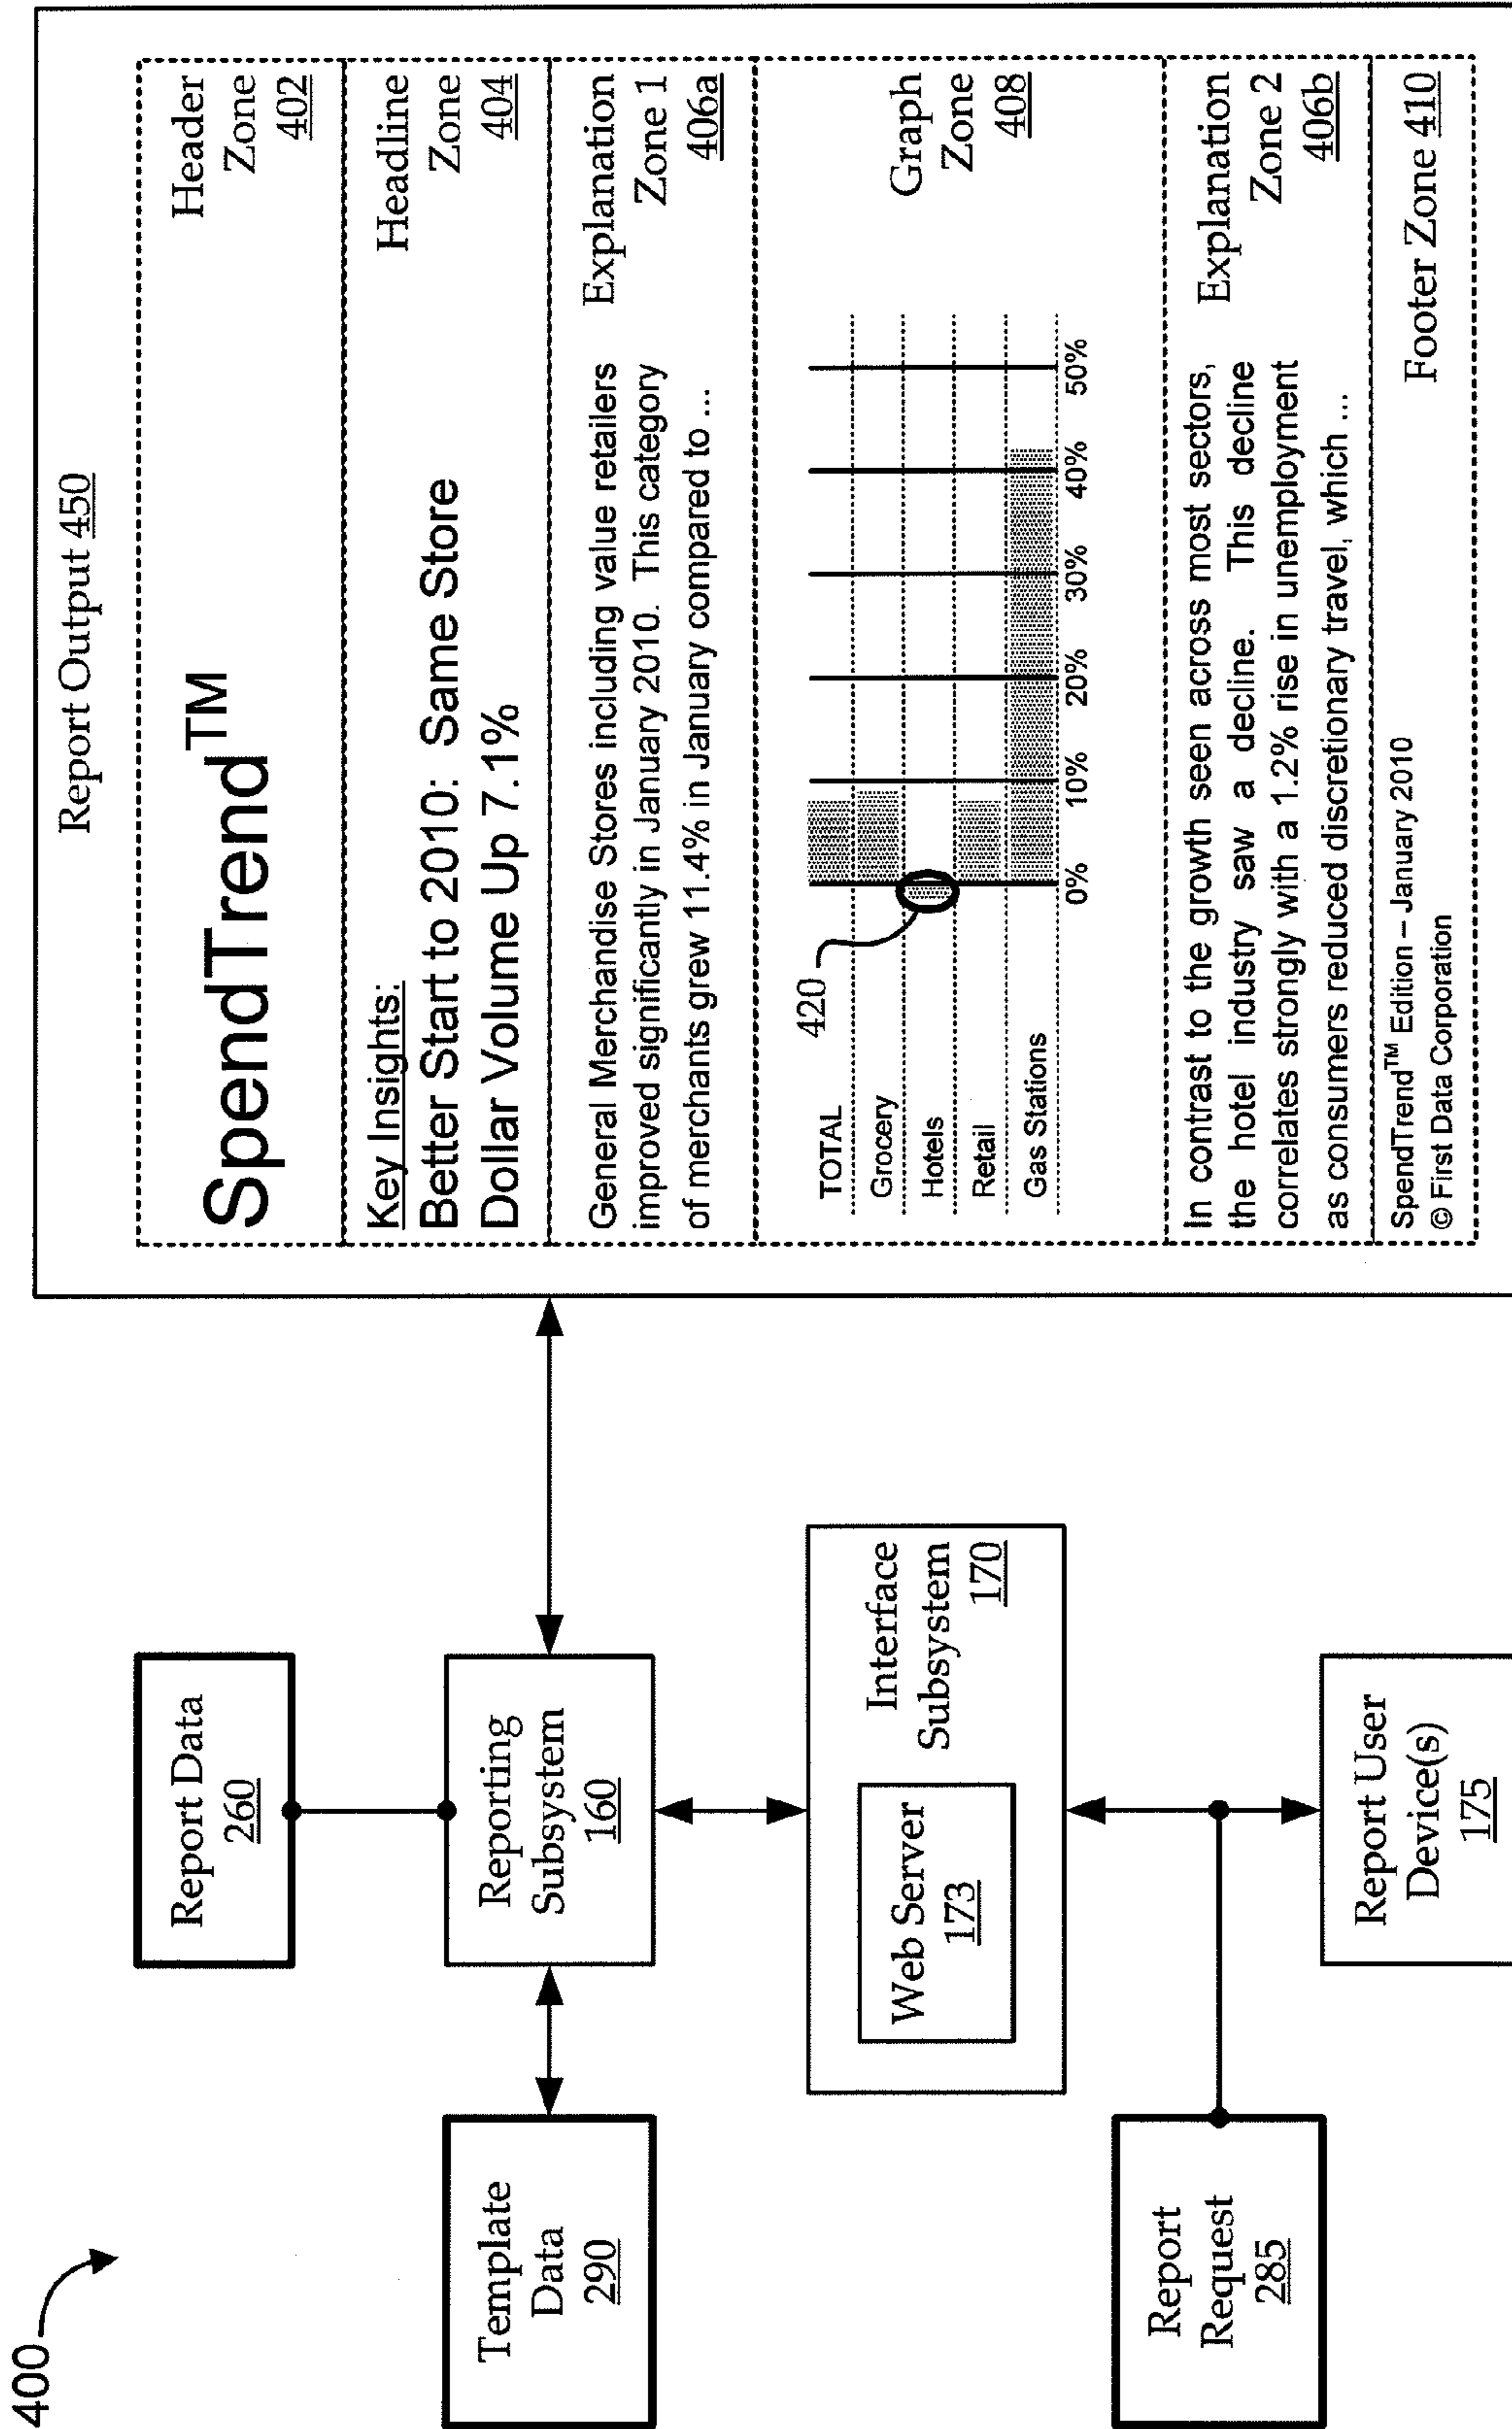 400
Template
Data
290
Report Data
260
Reporting
Subsystem
160
Interface
Subsystem
170
Web Server
173
Report
Request
285
Report User
Device(s)
175
Report Output 450
SpendTrend™
Header
Zone
402
Key Insights:
Better Start to 2010: Same Store
Dollar Volume Up 7.1%
Headline
Zone
404
General Merchandise Stores including value retailers
improved significantly in January 2010. This category
of merchants grew 11.4% in January compared to ...
Explanation
Zone 1
406a
420
TOTAL
Grocery
Hotels
Retail
Gas Stations
0% 10% 20% 30% 40% 50%
Graph
Zone
408
In contrast to the growth seen across most sectors,
the hotel industry saw a decline. This decline
correlates strongly with a 1.2% rise in unemployment
as consumers reduced discretionary travel, which ...
Explanation
Zone 2
406b
SpendTrend™ Edition – January 2010
© First Data Corporation
Footer Zone 410